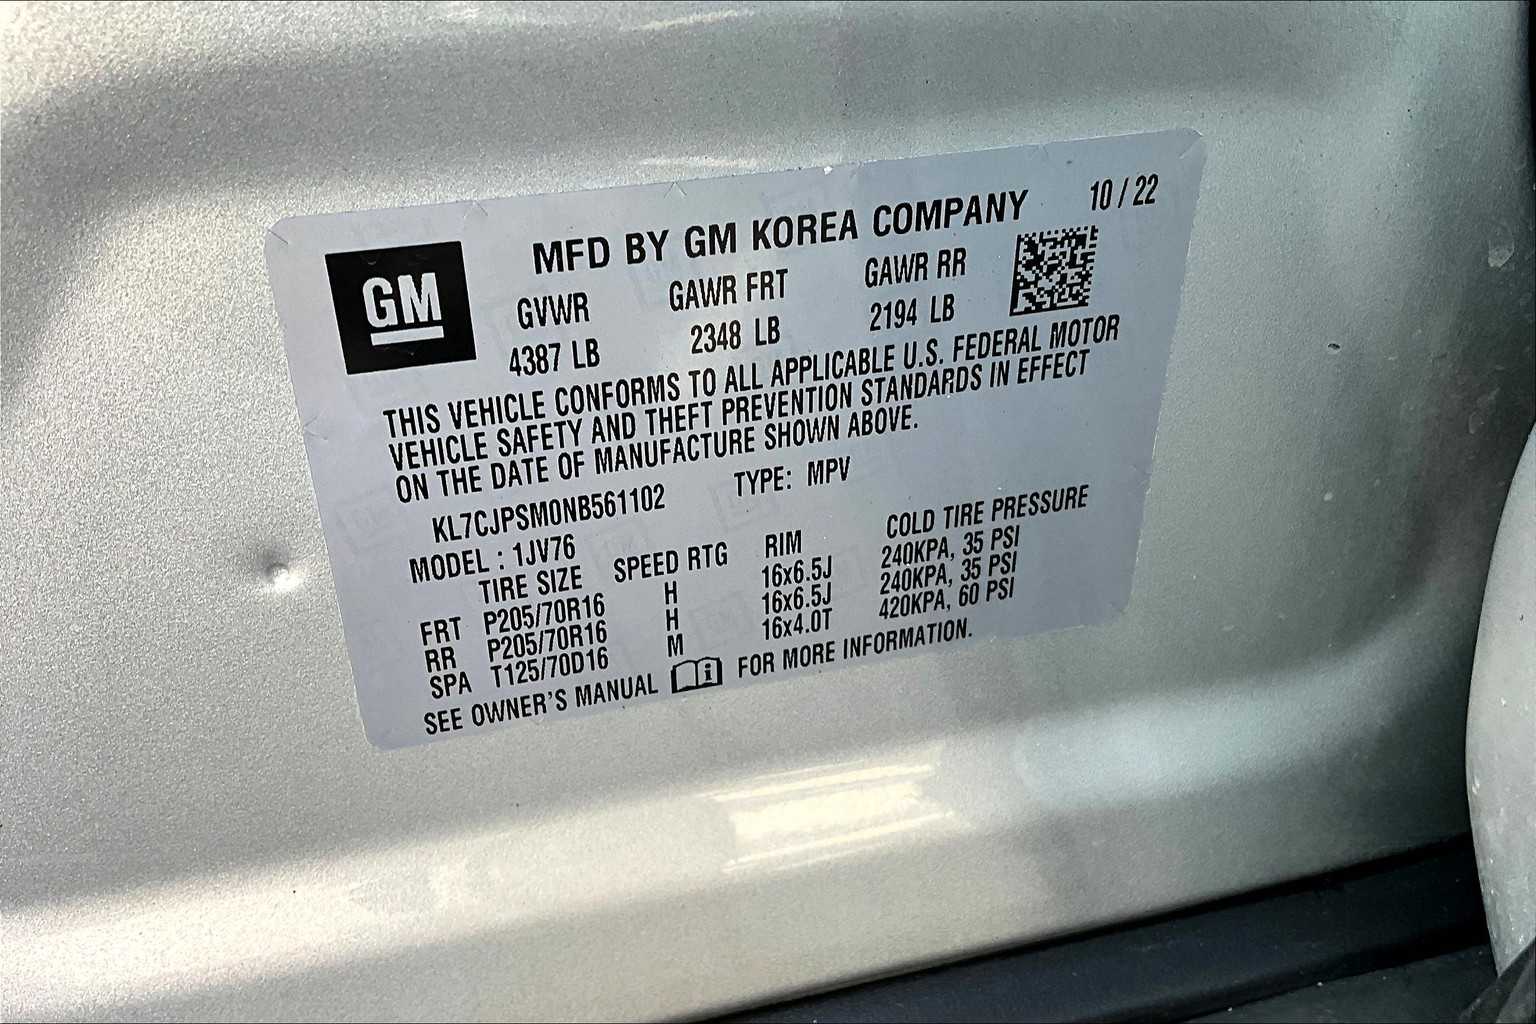 MFD BY GM KOREA COMPANY 10 / 22
GM
GVWR GAWR FRT GAWR RR
4387 LB 2348 LB 2194 LB
THIS VEHICLE CONFORMS TO ALL APPLICABLE U.S. FEDERAL MOTOR
VEHICLE SAFETY AND THEFT PREVENTION STANDARDS IN EFFECT
ON THE DATE OF MANUFACTURE SHOWN ABOVE.
KL7CJPSM0NB561102 TYPE: MPV
MODEL : 1JV76
TIRE SIZE SPEED RTG RIM COLD TIRE PRESSURE
FRT P205/70R16 H 16x6.5J 240KPA, 35 PSI
RR P205/70R16 H 16x6.5J 240KPA, 35 PSI
SPA T125/70D16 M 16x4.0T 420KPA, 60 PSI
SEE OWNER'S MANUAL FOR MORE INFORMATION.